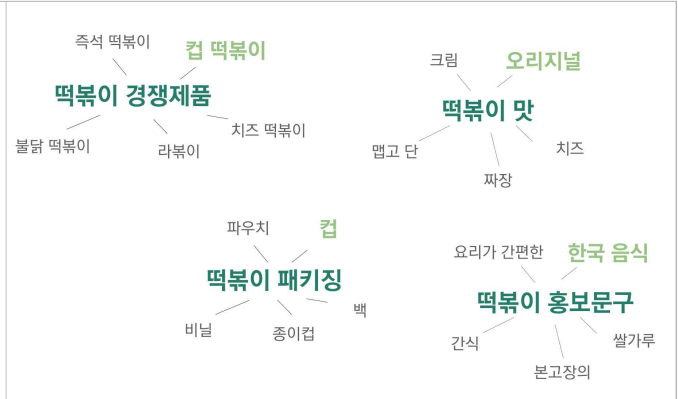 즉석 떡볶이
컵 떡볶이
떡볶이 경쟁제품
불닭 떡볶이
라볶이
치즈 떡볶이
크림
오리지널
떡볶이 맛
맵고 단
짜장
치즈
파우치
컵
떡볶이 패키징
비닐
종이컵
백
요리가 간편한
한국 음식
떡볶이 홍보문구
간식
본고장의
쌀가루